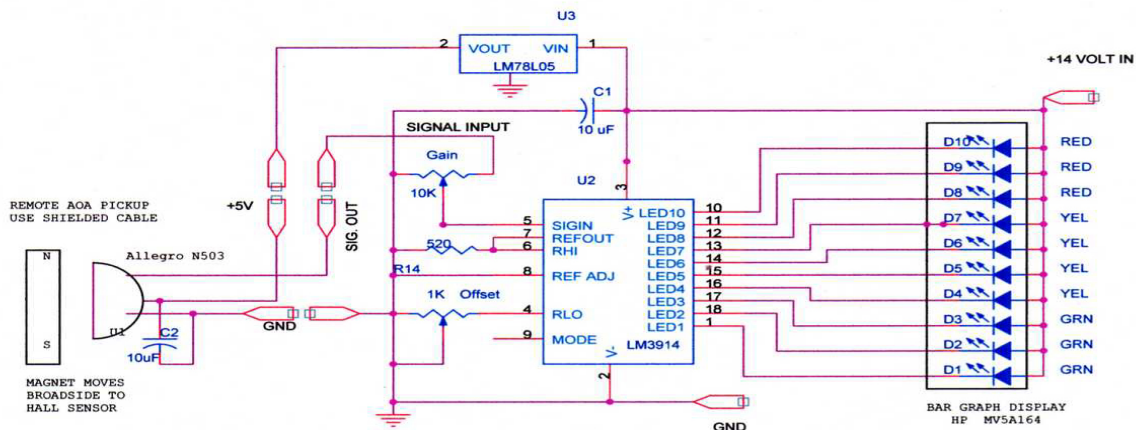 U3
2 VOUT VIN 1
LM78L05
+14 VOLT IN
C1
10 uF
SIGNAL INPUT
Gain
10K
U2
3
V+
D10 RED
D9 RED
D8 RED
D7 YEL
D6 YEL
D5 YEL
D4 YEL
D3 GRN
D2 GRN
D1 GRN
REMOTE AOA PICKUP
USE SHIELDED CABLE
+5V
SIG. OUT
N
S
Allegro N503
U1
C2
10uF
GND
520
R14
1K Offset
5 SIGIN
7 REFOUT
6 RHI
8 REF ADJ
4 RLO
9 MODE
LED10 10
LED9 11
LED8 12
LED7 13
LED6 14
LED5 15
LED4 16
LED3 17
LED2 18
LED1 1
LM3914
V-
2
GND
MAGNET MOVES
BROADSIDE TO
HALL SENSOR
BAR GRAPH DISPLAY
HP MV5A164